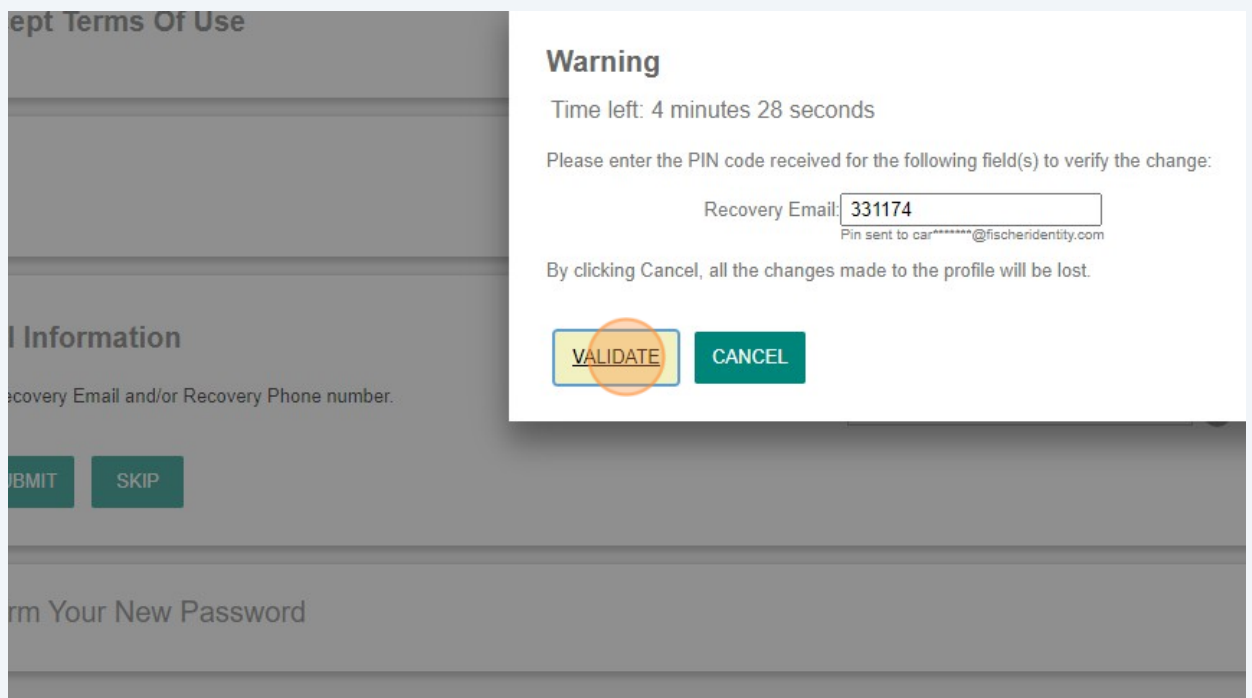 ept Terms Of Use
Warning
Time left: 4 minutes 28 seconds
Please enter the PIN code received for the following field(s) to verify the change:
Recovery Email: 331174
Pin sent to car*******@fischeridentity.com
By clicking Cancel, all the changes made to the profile will be lost.
VALIDATE CANCEL
l Information
ecovery Email and/or Recovery Phone number.
UBMIT SKIP
rm Your New Password